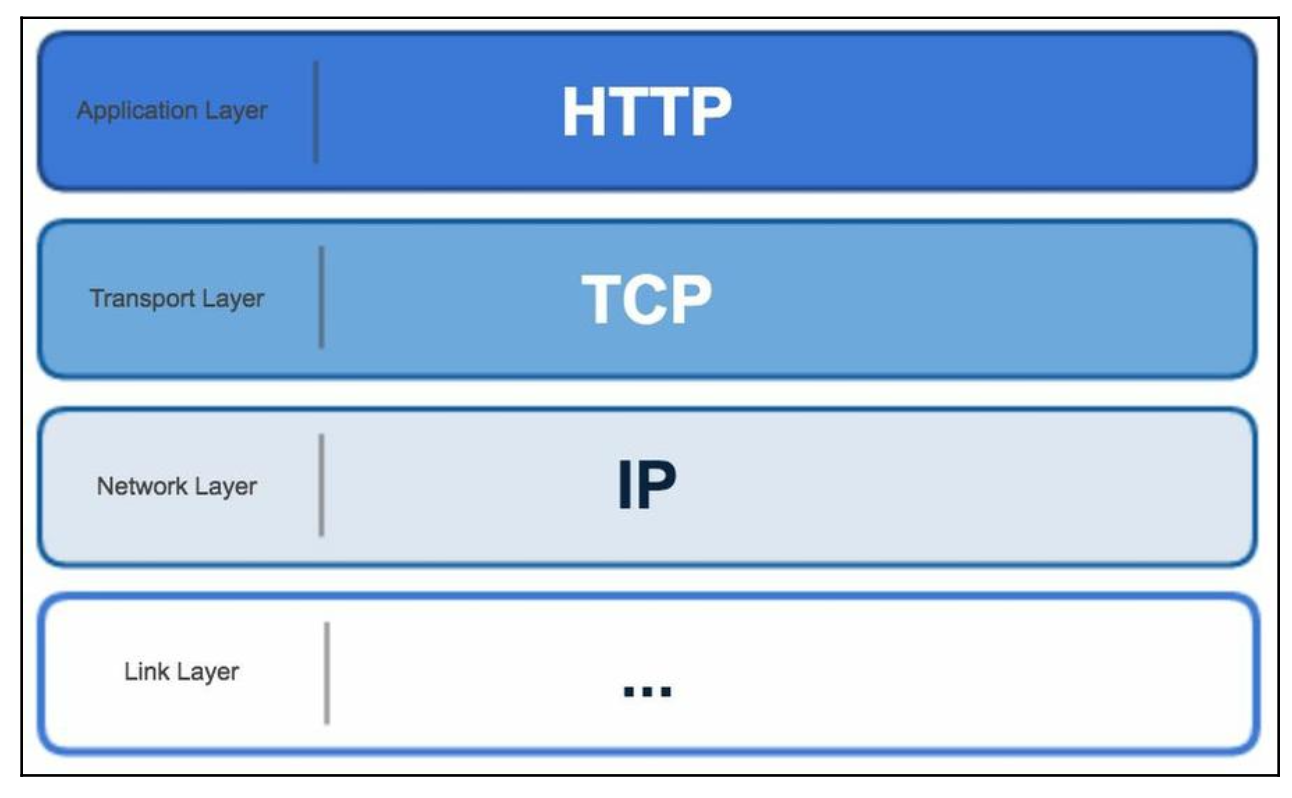 Application Layer
HTTP
Transport Layer
TCP
Network Layer
IP
Link Layer
...